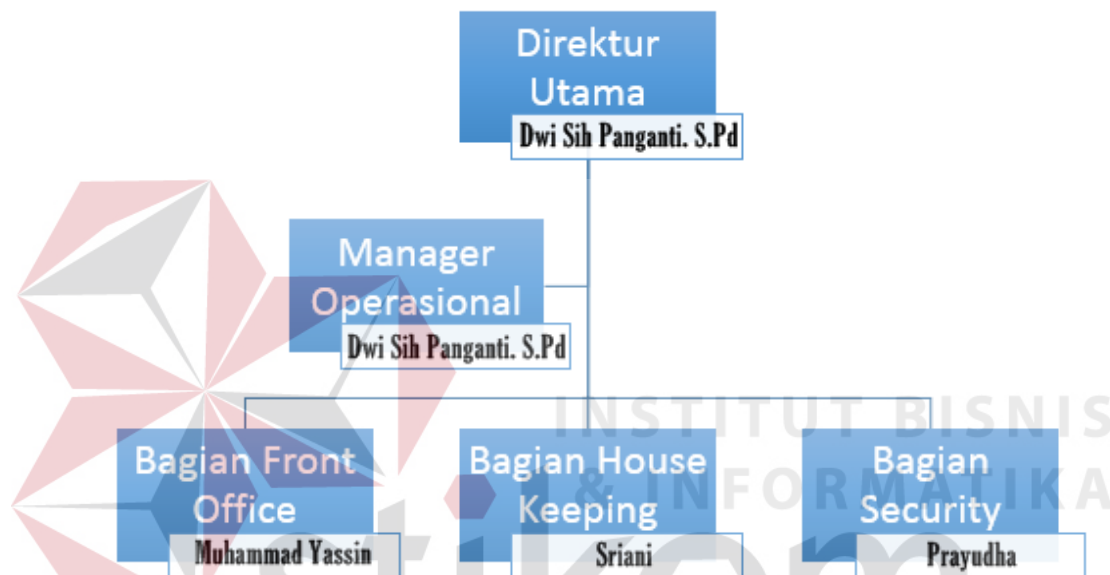 Direktur
Utama
Dwi Sih Panganti. S.Pd
Manager
Operasional
Dwi Sih Panganti. S.Pd
INSTITUT BISNIS
& INFORMATIKA
Bagian Front
Office
Muhammad Yassin
Bagian House
Keeping
Sriani
Bagian
Security
Prayudha
stikom